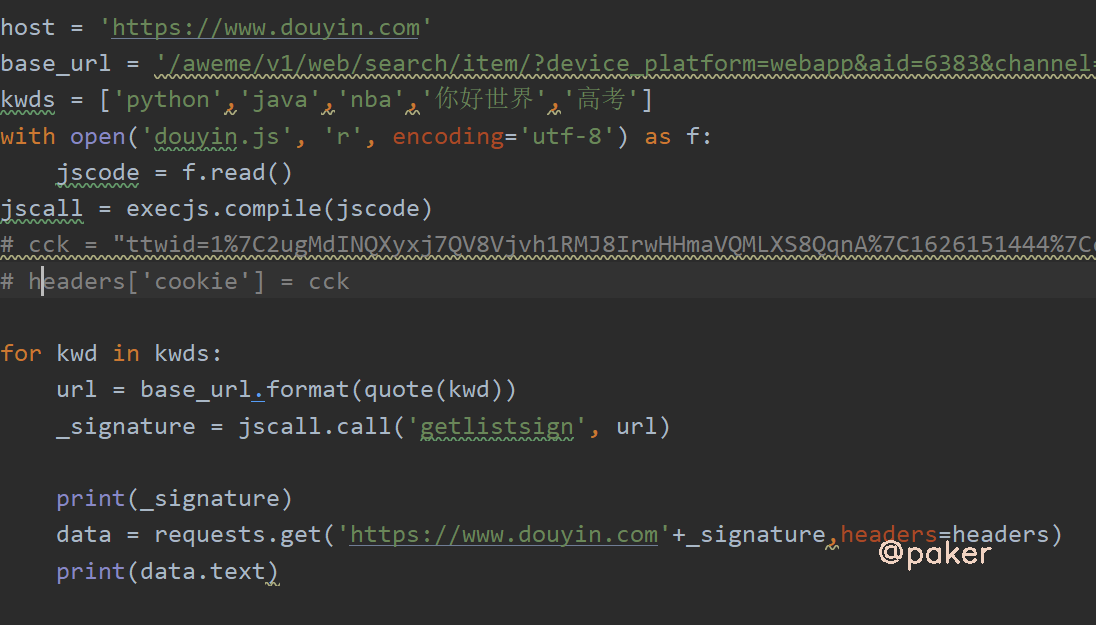 host = 'https://www.douyin.com'
base_url = '/aweme/v1/web/search/item/?device_platform=webapp&aid=6383&channel=
kwds = ['python','java','nba','你好世界','高考']
with open('douyin.js', 'r', encoding='utf-8') as f:
    jscode = f.read()
jscall = execjs.compile(jscode)
# cck = "ttwid=1%7C2ugMdINQXyxj7QV8Vjvh1RMJ8IrwHHmaVQMLXS8QqnA%7C1626151444%7C
# headers['cookie'] = cck
for kwd in kwds:
    url = base_url.format(quote(kwd))
    _signature = jscall.call('getlistsign', url)
    print(_signature)
    data = requests.get('https://www.douyin.com'+_signature,headers=headers)
@paker
    print(data.text)